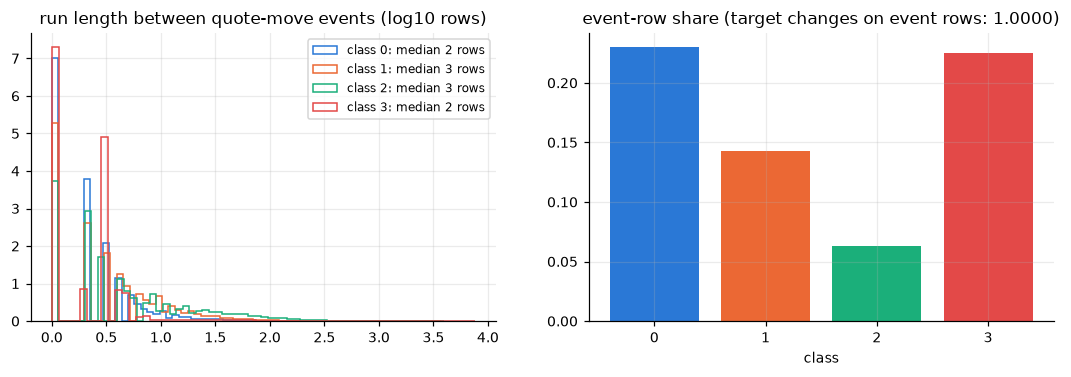 run length between quote-move events (log10 rows)
7
6
5
4
3
2
1
0
0.0 0.5 1.0 1.5 2.0 2.5 3.0 3.5 4.0
class 0: median 2 rows
class 1: median 3 rows
class 2: median 3 rows
class 3: median 2 rows
event-row share (target changes on event rows: 1.0000)
0.20
0.15
0.10
0.05
0.00
0 1 2 3
class